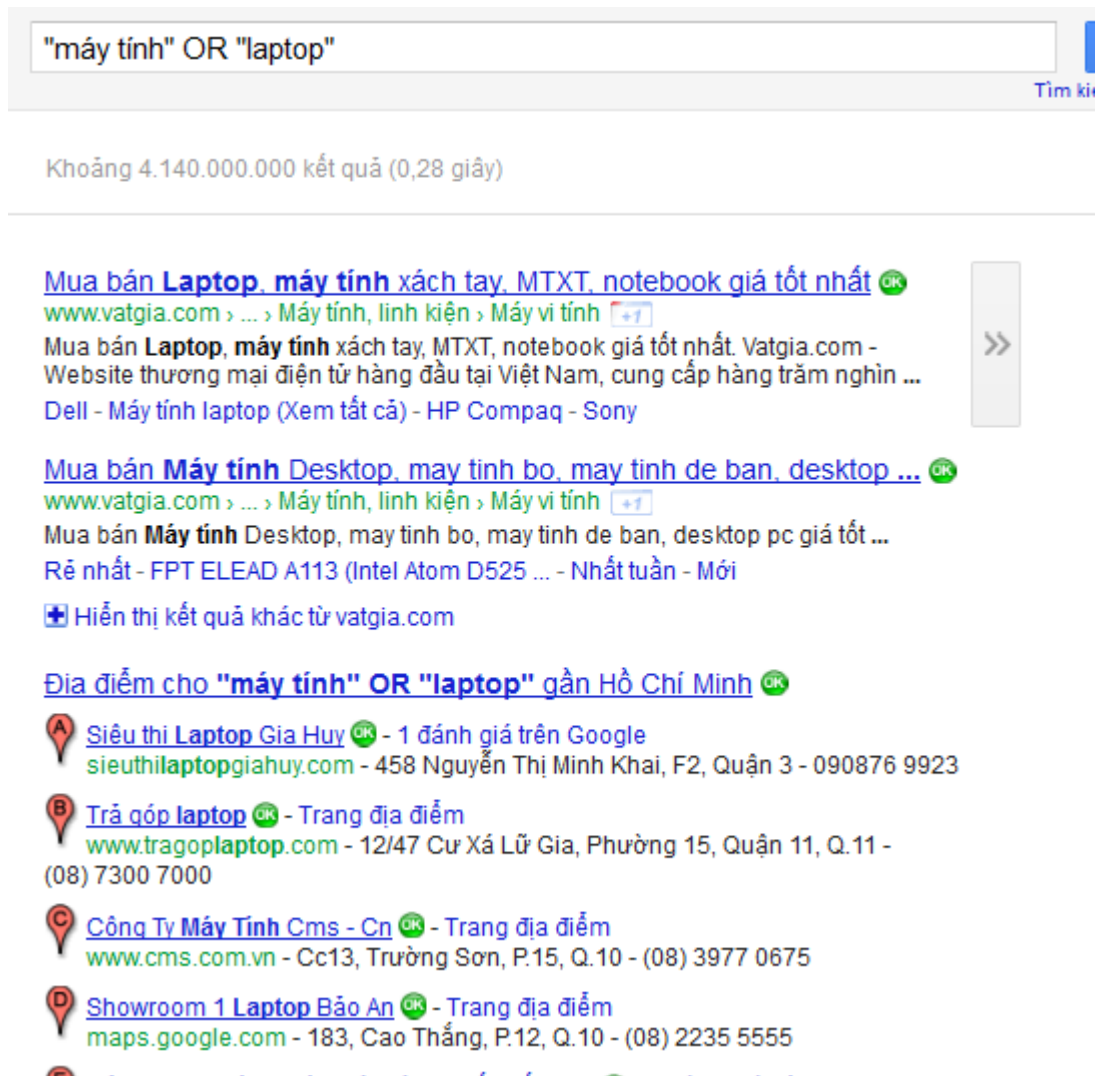 "máy tính" OR "laptop"
Tìm
Khoảng 4.140.000.000 kết quả (0,28 giây)
Mua bán Laptop, máy tính xách tay, MTXT, notebook giá tốt nhất OK
www.vatgia.com › ... › Máy tính, linh kiện › Máy vi tính +1
Mua bán Laptop, máy tính xách tay, MTXT, notebook giá tốt nhất. Vatgia.com -
Website thương mại điện tử hàng đầu tại Việt Nam, cung cấp hàng trăm nghìn ...
Dell - Máy tính laptop (Xem tất cả) - HP Compaq - Sony
Mua bán Máy tính Desktop, may tinh bo, may tinh de ban, desktop ... OK
www.vatgia.com › ... › Máy tính, linh kiện › Máy vi tính +1
Mua bán Máy tính Desktop, may tinh bo, may tinh de ban, desktop pc giá tốt ...
Rẻ nhất - FPT ELEAD A113 (Intel Atom D525 ... - Nhất tuần - Mới
Hiển thị kết quả khác từ vatgia.com
Địa điểm cho "máy tính" OR "laptop" gần Hồ Chí Minh OK
A Siêu thi Laptop Gia Huy OK - 1 đánh giá trên Google
sieuthilaptopgiahuy.com - 458 Nguyễn Thị Minh Khai, F2, Quận 3 - 090876 9923
B Trả góp laptop OK - Trang địa điểm
www.tragoplaptop.com - 12/47 Cư Xá Lữ Gia, Phường 15, Quận 11, Q.11 -
(08) 7300 7000
C Công Ty Máy Tính Cms - Cn OK - Trang địa điểm
www.cms.com.vn - Cc13, Trường Sơn, P.15, Q.10 - (08) 3977 0675
D Showroom 1 Laptop Bảo An OK - Trang địa điểm
maps.google.com - 183, Cao Thắng, P.12, Q.10 - (08) 2235 5555